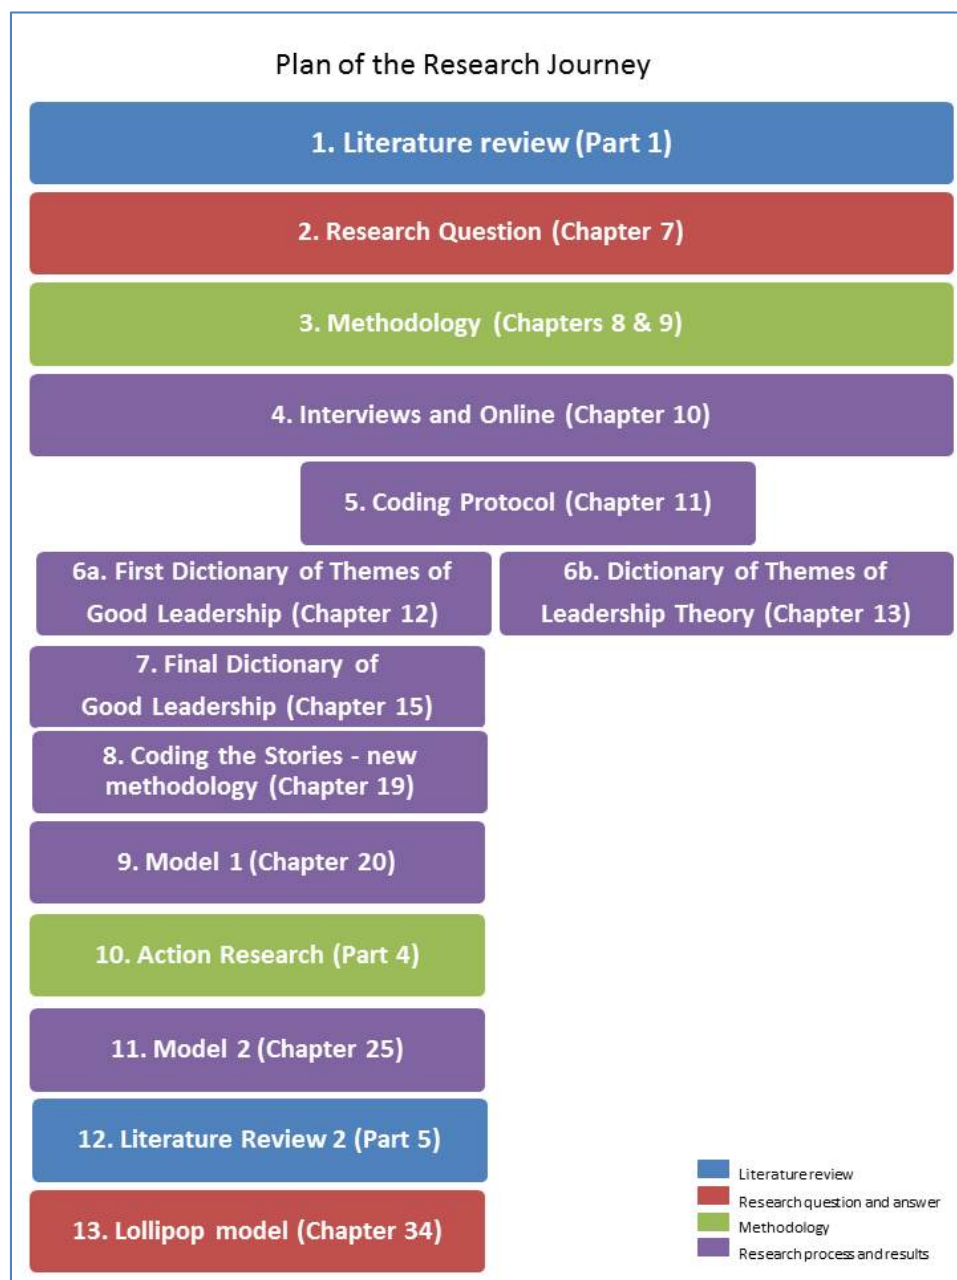 Plan of the Research Journey
1. Literature review (Part 1)
2. Research Question (Chapter 7)
3. Methodology (Chapters 8 & 9)
4. Interviews and Online (Chapter 10)
5. Coding Protocol (Chapter 11)
6a. First Dictionary of Themes of
Good Leadership (Chapter 12)
6b. Dictionary of Themes of
Leadership Theory (Chapter 13)
7. Final Dictionary of
Good Leadership (Chapter 15)
8. Coding the Stories - new
methodology (Chapter 19)
9. Model 1 (Chapter 20)
10. Action Research (Part 4)
11. Model 2 (Chapter 25)
12. Literature Review 2 (Part 5)
13. Lollipop model (Chapter 34)
Literature review
Research question and answer
Methodology
Research process and results